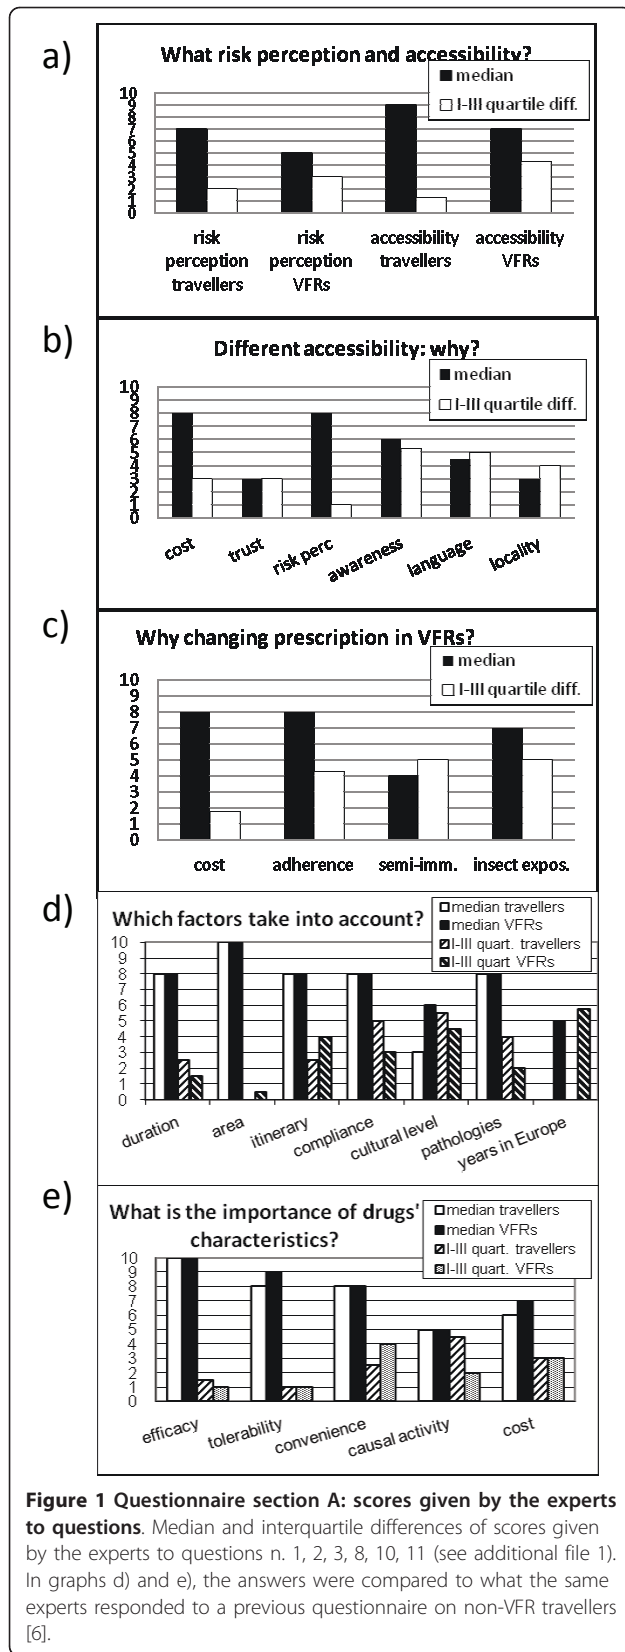 a)
What risk perception and accessibility?
median
I-III quartile diff.
10
9
8
7
6
5
4
3
2
1
0
risk perception travellers
risk perception VFRs
accessibility travellers
accessibility VFRs
b)
Different accessibility: why?
median
I-III quartile diff.
10
9
8
7
6
5
4
3
2
1
0
cost
trust
risk perc
awareness
language
locality
c)
Why changing prescription in VFRs?
median
I-III quartile diff.
10
9
8
7
6
5
4
3
2
1
0
cost
adherence
semi-imm.
insect expos.
d)
Which factors take into account?
median travellers
median VFRs
I-III quart. travellers
I-III quart VFRs
10
9
8
7
6
5
4
3
2
1
0
duration
area
itinerary
compliance
cultural level
pathologies
years in Europe
e)
What is the importance of drugs'
characteristics?
median travellers
median VFRs
I-III quart. travellers
I-III quart. VFRs
10
9
8
7
6
5
4
3
2
1
0
efficacy
tolerability
convenience
causal activity
cost
Figure 1 Questionnaire section A: scores given by the experts
to questions. Median and interquartile differences of scores given
by the experts to questions n. 1, 2, 3, 8, 10, 11 (see additional file 1).
In graphs d) and e), the answers were compared to what the same
experts responded to a previous questionnaire on non-VFR travellers
[6].